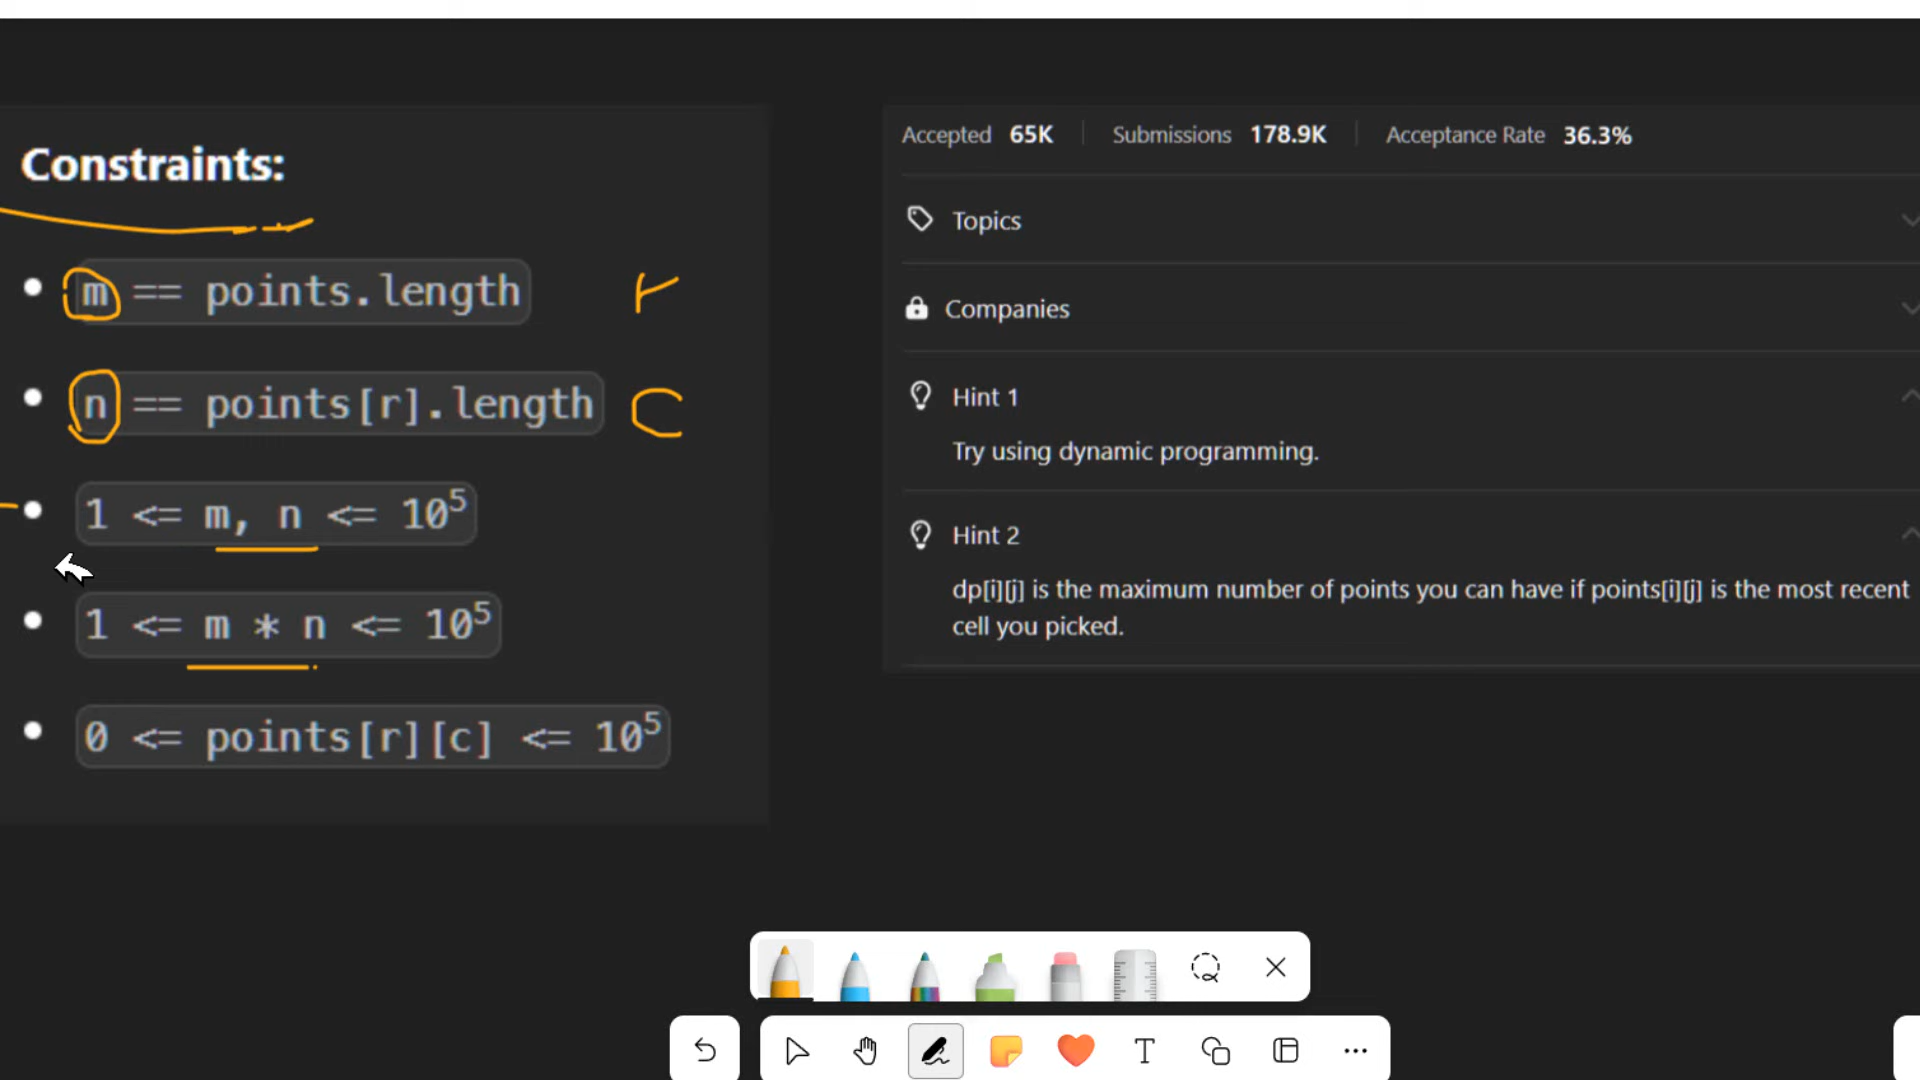 Constraints:
m == points.length
r
n == points[r].length
C
1 <= m, n <= 10^5
1 <= m * n <= 10^5
0 <= points[r][c] <= 10^5
Accepted 65K Submissions 178.9K Acceptance Rate 36.3%
Topics
Companies
Hint 1
Try using dynamic programming.
Hint 2
dp[i][j] is the maximum number of points you can have if points[i][j] is the most recent
cell you picked.
T